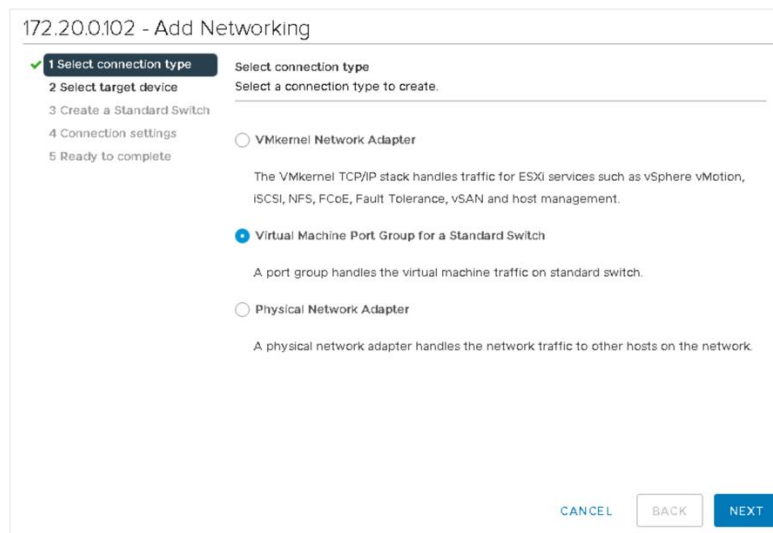 172.20.0.102 - Add Networking
1 Select connection type
2 Select target device
3 Create a Standard Switch
4 Connection settings
5 Ready to complete
Select connection type
Select a connection type to create.
VMkernel Network Adapter
The VMkernel TCP/IP stack handles traffic for ESXi services such as vSphere vMotion,
iSCSI, NFS, FCoE, Fault Tolerance, vSAN and host management.
Virtual Machine Port Group for a Standard Switch
A port group handles the virtual machine traffic on standard switch.
Physical Network Adapter
A physical network adapter handles the network traffic to other hosts on the network.
CANCEL
BACK
NEXT